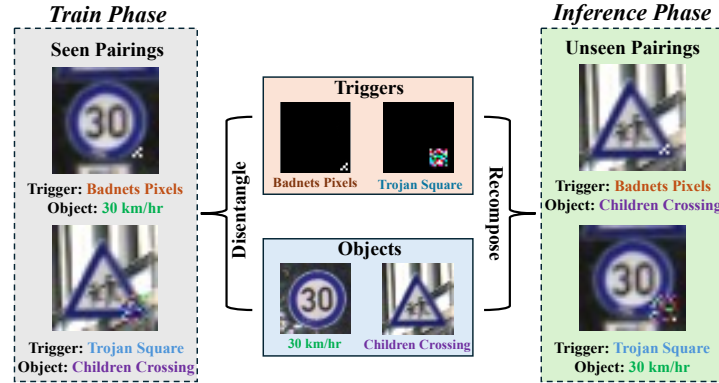 Train Phase
Seen Pairings
30
Trigger: Badnets Pixels
Object: 30 km/hr
Trigger: Trojan Square
Object: Children Crossing
Disentangle
Triggers
Badnets Pixels
Trojan Square
Objects
30
30 km/hr
Children Crossing
Recompose
Inference Phase
Unseen Pairings
Trigger: Badnets Pixels
Object: Children Crossing
30
Trigger: Trojan Square
Object: 30 km/hr